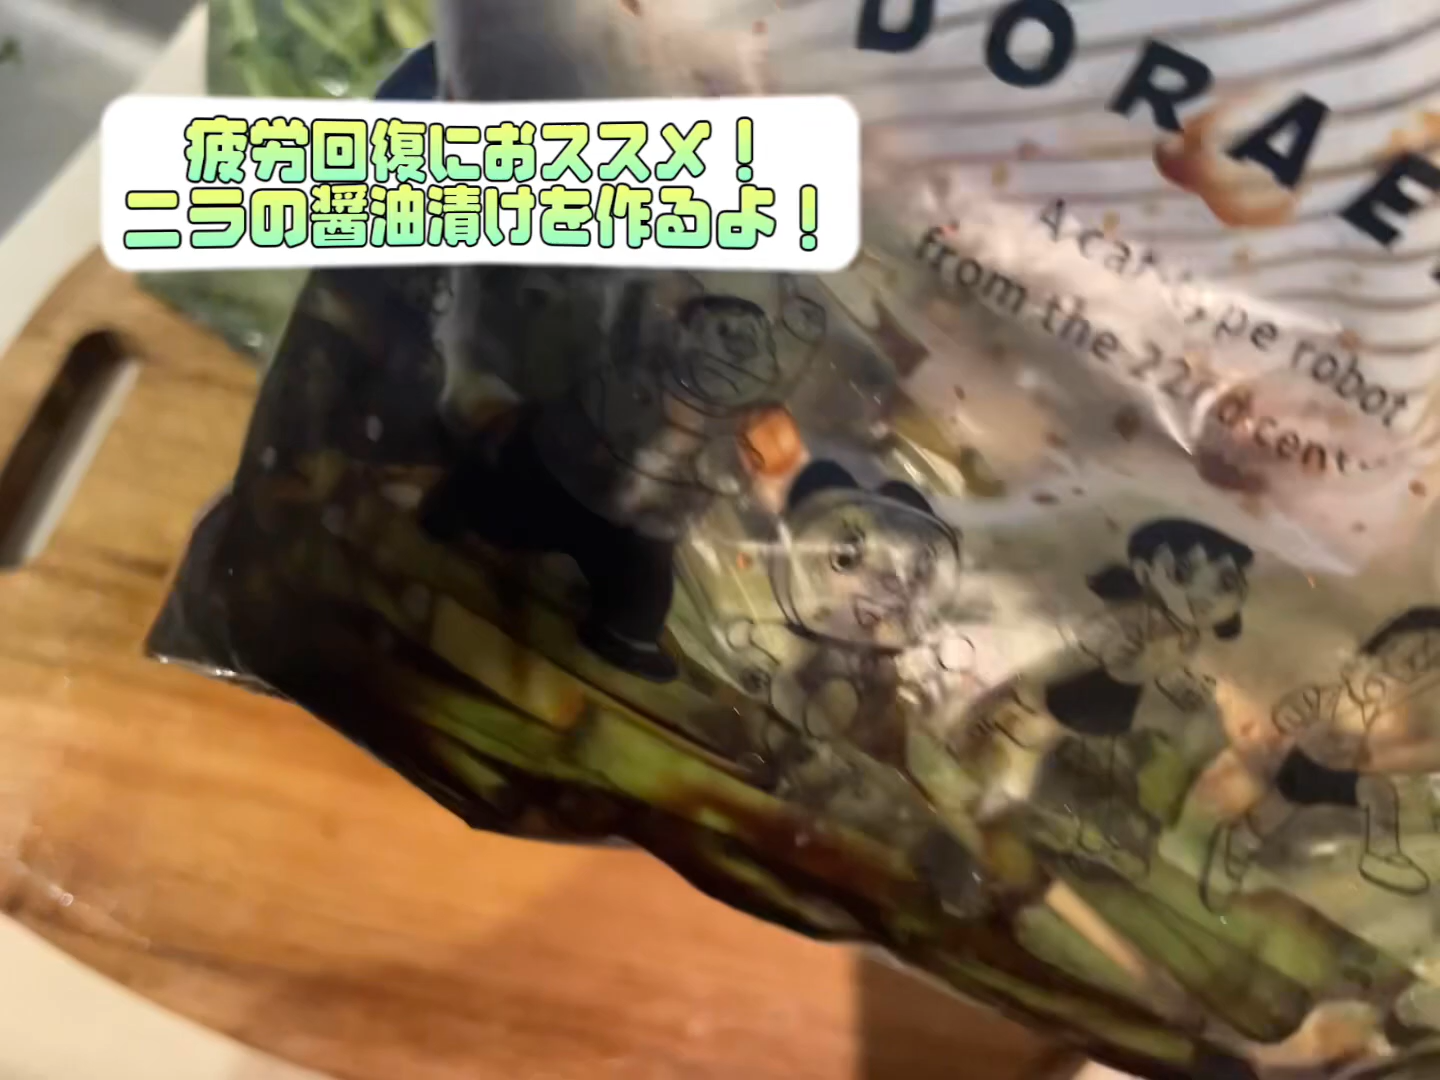 疲労回復におススメ！
ニラの醤油漬けを作るよ！
DORAE
A cat-type robot
from the 22nd cent